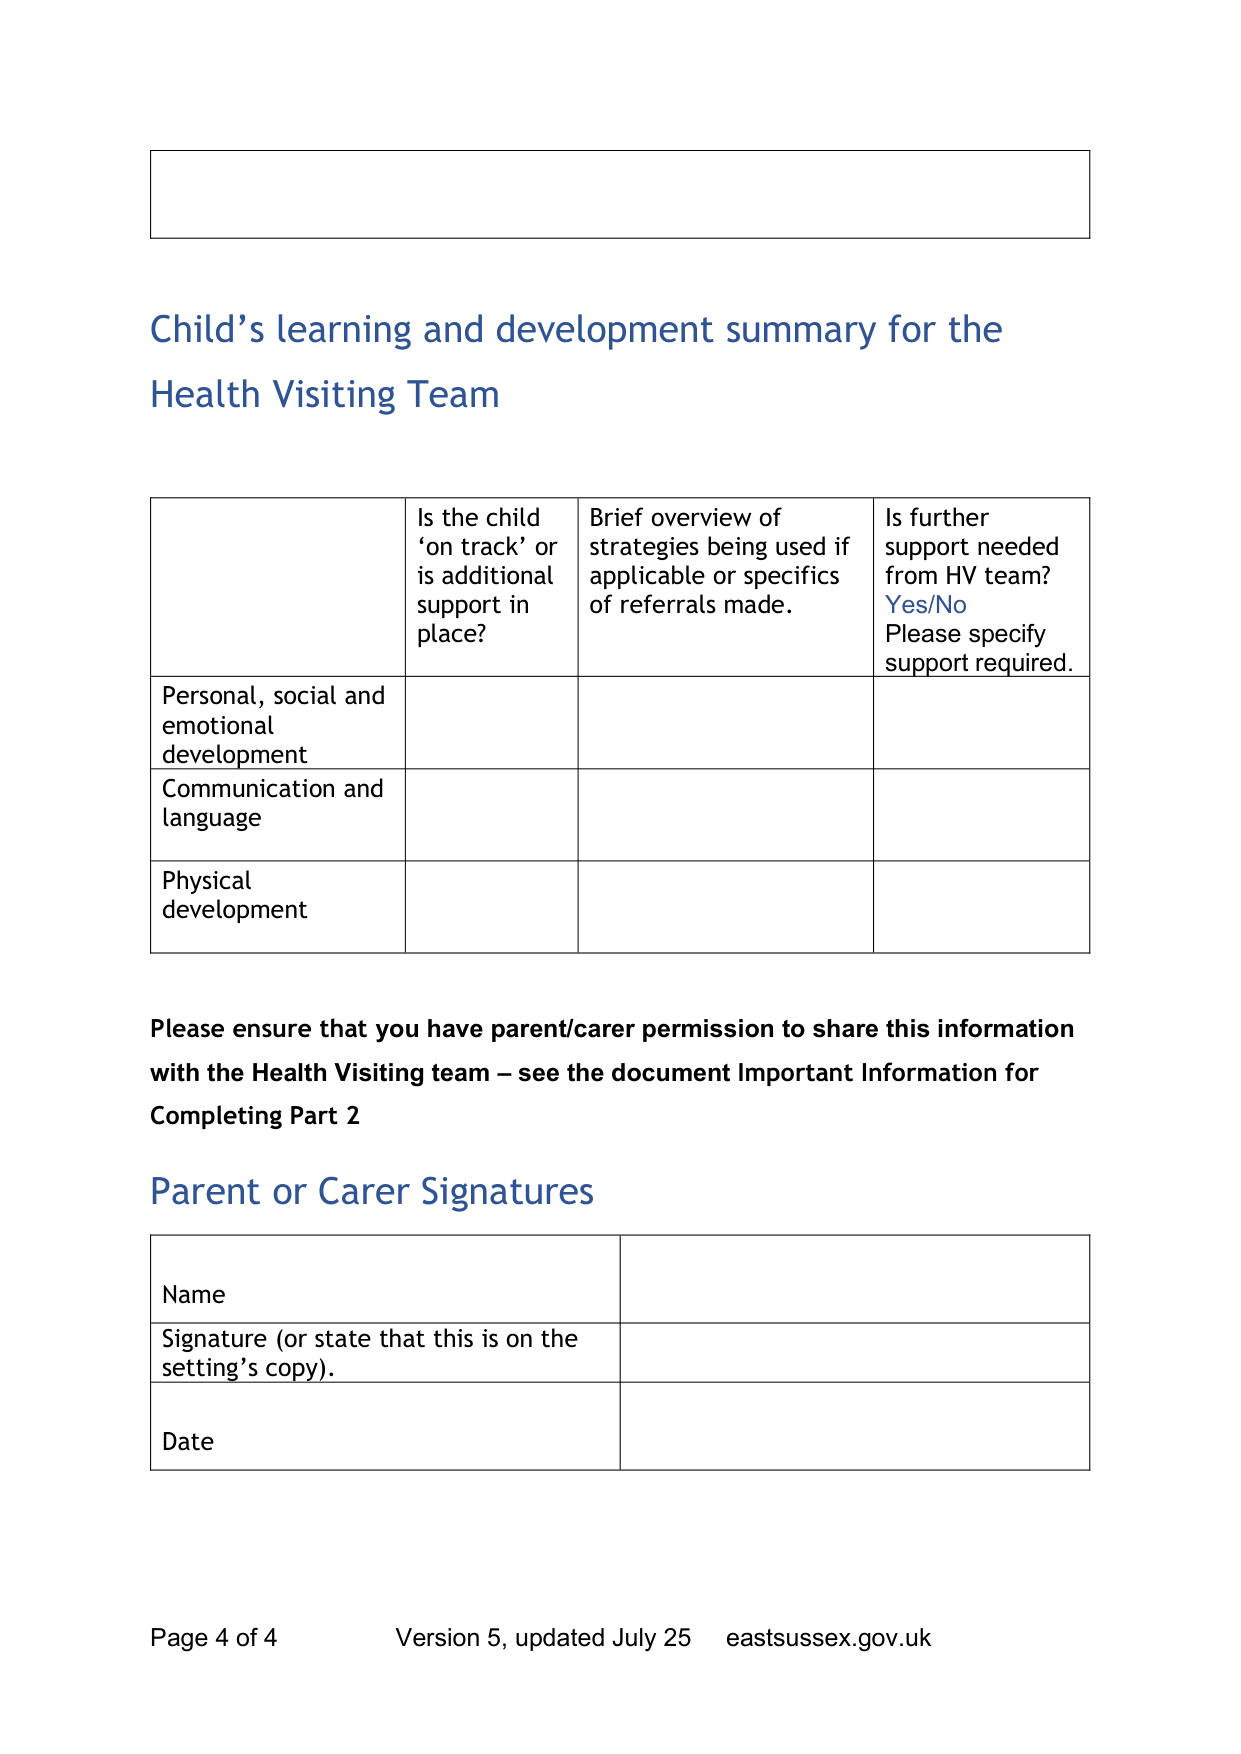 Child’s learning and development summary for the
Health Visiting Team
Is the child
‘on track’ or
is additional
support in
place?
Brief overview of
strategies being used if
applicable or specifics
of referrals made.
Is further
support needed
from HV team?
Yes/No
Please specify
support required.
Personal, social and
emotional
development
Communication and
language
Physical
development
Please ensure that you have parent/carer permission to share this information
with the Health Visiting team – see the document Important Information for
Completing Part 2
Parent or Carer Signatures
Name
Signature (or state that this is on the
setting’s copy).
Date
Page 4 of 4 Version 5, updated July 25 eastsussex.gov.uk